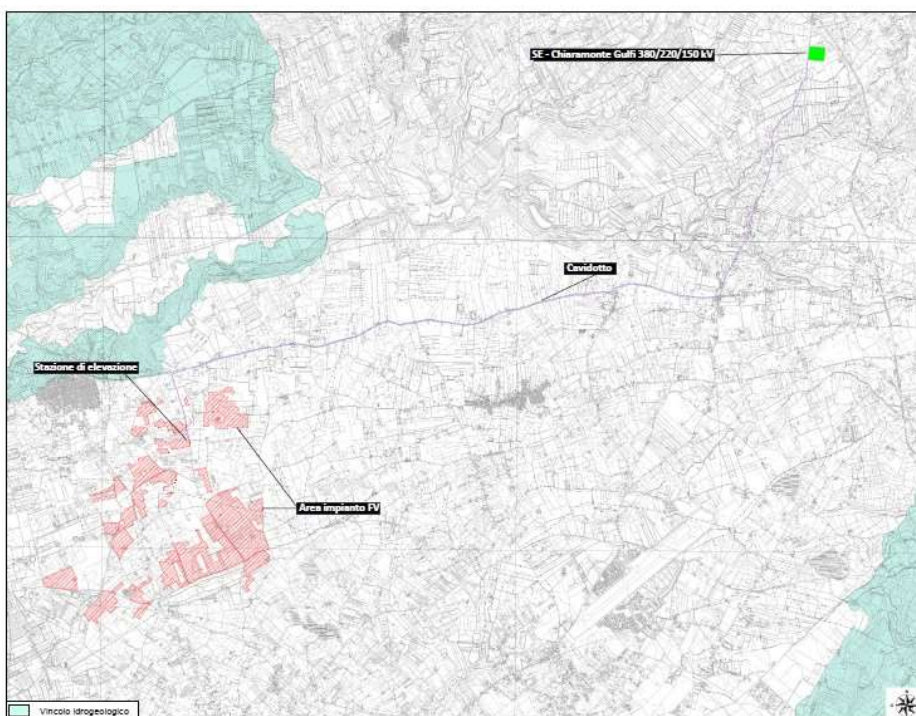 SE - Chiaramonte Gulfi 380/220/150 kV
Cavidotto
Stazione di elevazione
Area impianto FV
Vincolo idrogeologico